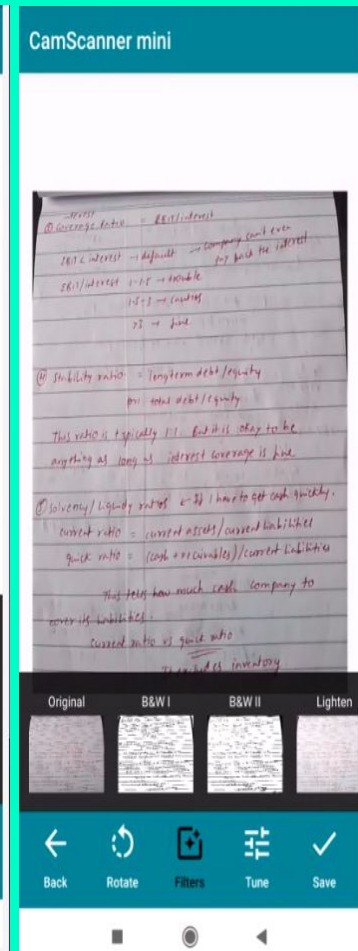 CamScanner mini
interest
③ Coverage Ratio = EBIT/interest
EBIT < interest → default → company can't even
pay back the interest
EBIT/interest 1-1.5 → trouble
1.5-3 → cautios
>3 → fine
④ Stability ratio = longterm debt/equity
or total debt/equity
This ratio is typically 1:1. But it is okay to be
anything as long as interest coverage is fine
⑤ Solvency/Liquidy ratios ← If I have to get cash quickly.
current ratio = current assets/current liabilities
quick ratio = (cash + receivables)/current liabilities
This tells how much cash company to
cover its liabilities.
Current ratio vs quick ratio
excludes inventory
Original B&W I B&W II Lighten
Back Rotate Filters Tune Save